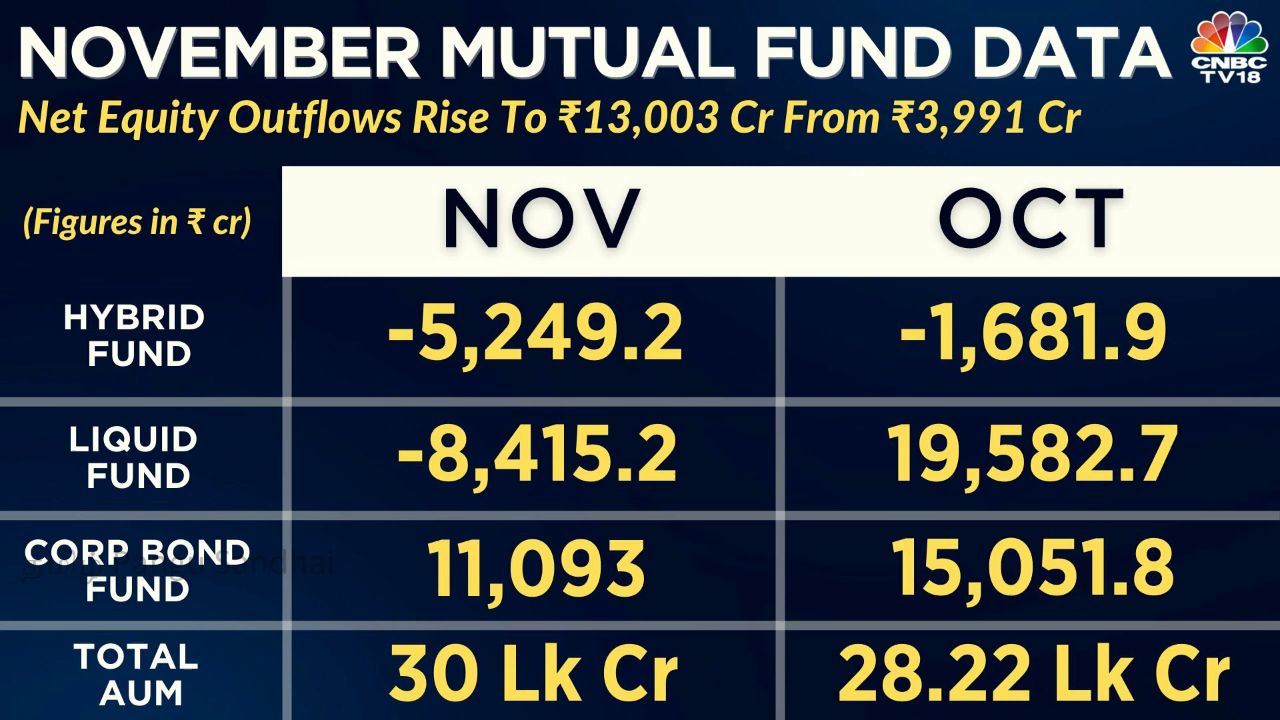 NOVEMBER MUTUAL FUND DATA
CNBC
TV18
Net Equity Outflows Rise To ₹13,003 Cr From ₹3,991 Cr
(Figures in ₹ cr) NOV OCT
HYBRID
FUND
-5,249.2 -1,681.9
LIQUID
FUND
-8,415.2 19,582.7
CORP BOND
FUND
11,093 15,051.8
TOTAL
AUM
30 Lk Cr 28.22 Lk Cr